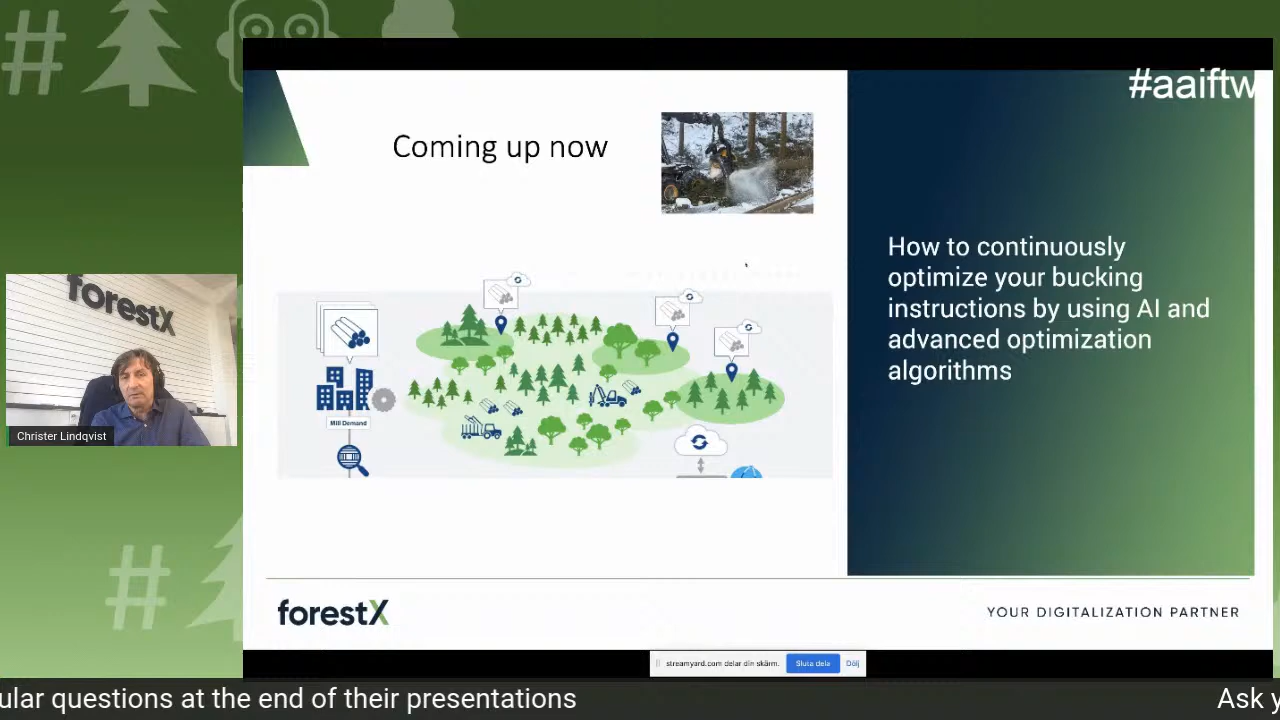 #aaiftw
Coming up now
How to continuously
optimize your bucking
instructions by using AI and
advanced optimization
algorithms
Mill Demand
forestX
Christer Lindqvist
forestX
YOUR DIGITALIZATION PARTNER
streamyard.com delar din skärm.
Sluta dela
Dölj
ular questions at the end of their presentations
Ask y